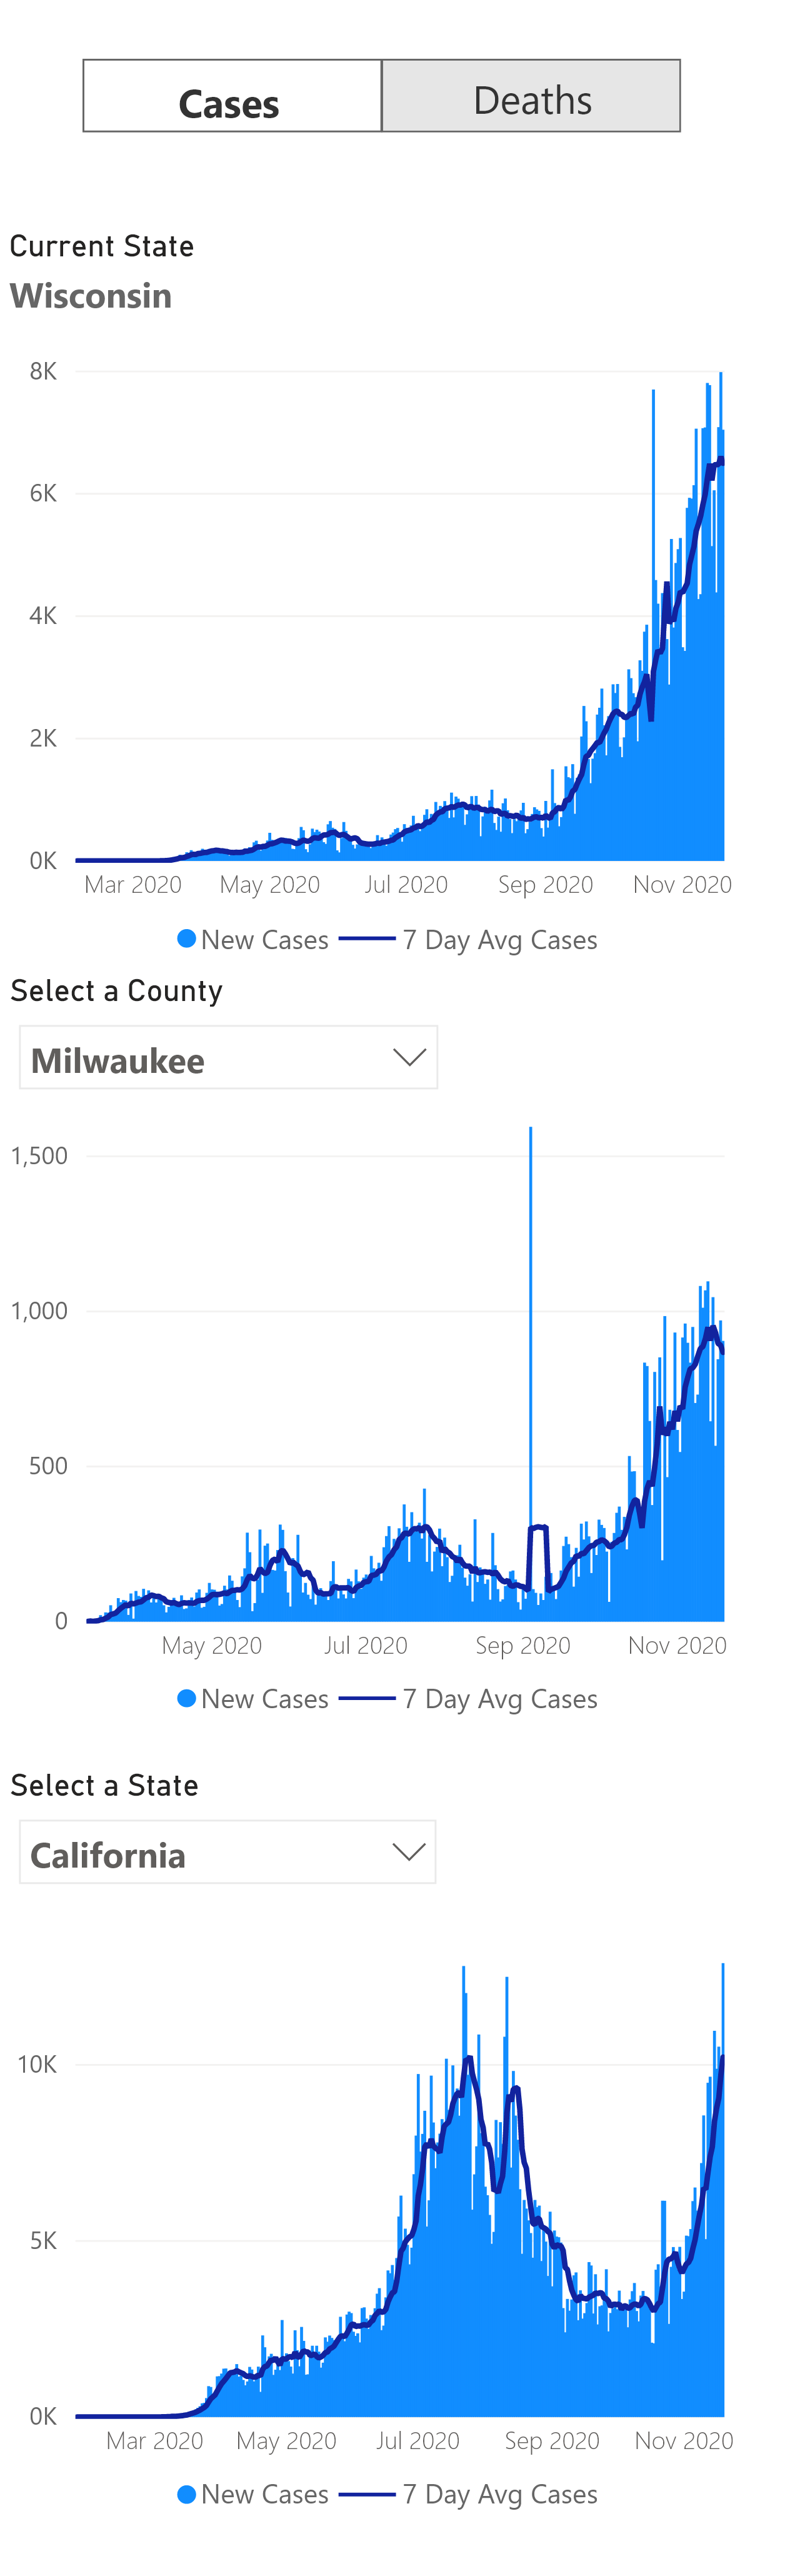 Cases Deaths
Current State
Wisconsin
8K
6K
4K
2K
0K
Mar 2020 May 2020 Jul 2020 Sep 2020 Nov 2020
New Cases 7 Day Avg Cases
Select a County
Milwaukee
1,500
1,000
500
0
May 2020 Jul 2020 Sep 2020 Nov 2020
New Cases 7 Day Avg Cases
Select a State
California
10K
5K
0K
Mar 2020 May 2020 Jul 2020 Sep 2020 Nov 2020
New Cases 7 Day Avg Cases